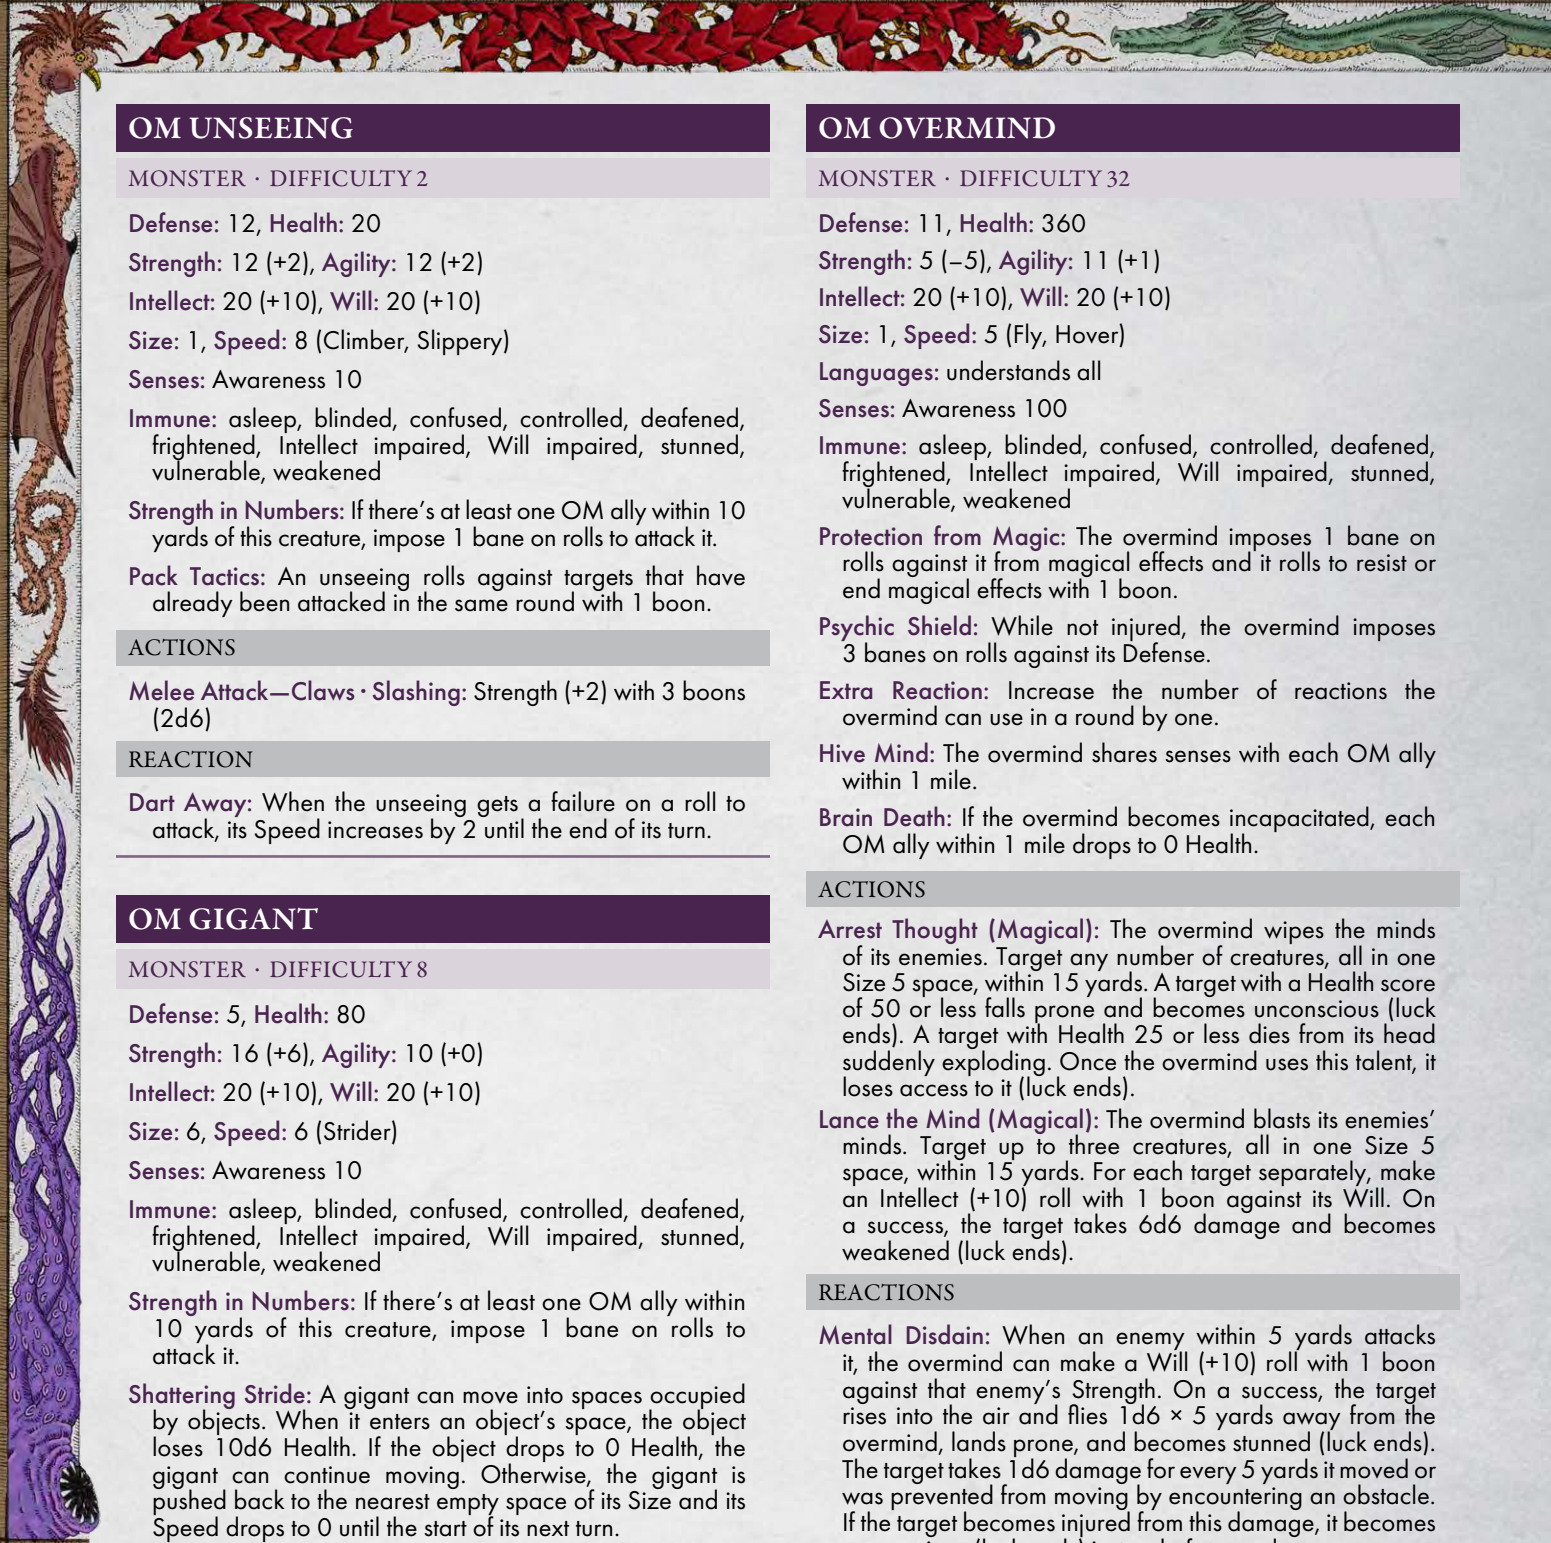 OM UNSEEING
MONSTER · DIFFICULTY 2
Defense: 12, Health: 20
Strength: 12 (+2), Agility: 12 (+2)
Intellect: 20 (+10), Will: 20 (+10)
Size: 1, Speed: 8 (Climber, Slippery)
Senses: Awareness 10
Immune: asleep, blinded, confused, controlled, deafened,
frightened, Intellect impaired, Will impaired, stunned,
vulnerable, weakened
Strength in Numbers: If there’s at least one OM ally within 10
yards of this creature, impose 1 bane on rolls to attack it.
Pack Tactics: An unseeing rolls against targets that have
already been attacked in the same round with 1 boon.
ACTIONS
Melee Attack—Claws · Slashing: Strength (+2) with 3 boons
(2d6)
REACTION
Dart Away: When the unseeing gets a failure on a roll to
attack, its Speed increases by 2 until the end of its turn.
OM GIGANT
MONSTER · DIFFICULTY 8
Defense: 5, Health: 80
Strength: 16 (+6), Agility: 10 (+0)
Intellect: 20 (+10), Will: 20 (+10)
Size: 6, Speed: 6 (Strider)
Senses: Awareness 10
Immune: asleep, blinded, confused, controlled, deafened,
frightened, Intellect impaired, Will impaired, stunned,
vulnerable, weakened
Strength in Numbers: If there’s at least one OM ally within
10 yards of this creature, impose 1 bane on rolls to
attack it.
Shattering Stride: A gigant can move into spaces occupied
by objects. When it enters an object’s space, the object
loses 10d6 Health. If the object drops to 0 Health, the
gigant can continue moving. Otherwise, the gigant is
pushed back to the nearest empty space of its Size and its
Speed drops to 0 until the start of its next turn.
OM OVERMIND
MONSTER · DIFFICULTY 32
Defense: 11, Health: 360
Strength: 5 (–5), Agility: 11 (+1)
Intellect: 20 (+10), Will: 20 (+10)
Size: 1, Speed: 5 (Fly, Hover)
Languages: understands all
Senses: Awareness 100
Immune: asleep, blinded, confused, controlled, deafened,
frightened, Intellect impaired, Will impaired, stunned,
vulnerable, weakened
Protection from Magic: The overmind imposes 1 bane on
rolls against it from magical effects and it rolls to resist or
end magical effects with 1 boon.
Psychic Shield: While not injured, the overmind imposes
3 banes on rolls against its Defense.
Extra Reaction: Increase the number of reactions the
overmind can use in a round by one.
Hive Mind: The overmind shares senses with each OM ally
within 1 mile.
Brain Death: If the overmind becomes incapacitated, each
OM ally within 1 mile drops to 0 Health.
ACTIONS
Arrest Thought (Magical): The overmind wipes the minds
of its enemies. Target any number of creatures, all in one
Size 5 space, within 15 yards. A target with a Health score
of 50 or less falls prone and becomes unconscious (luck
ends). A target with Health 25 or less dies from its head
suddenly exploding. Once the overmind uses this talent, it
loses access to it (luck ends).
Lance the Mind (Magical): The overmind blasts its enemies’
minds. Target up to three creatures, all in one Size 5
space, within 15 yards. For each target separately, make
an Intellect (+10) roll with 1 boon against its Will. On
a success, the target takes 6d6 damage and becomes
weakened (luck ends).
REACTIONS
Mental Disdain: When an enemy within 5 yards attacks
it, the overmind can make a Will (+10) roll with 1 boon
against that enemy’s Strength. On a success, the target
rises into the air and flies 1d6 × 5 yards away from the
overmind, lands prone, and becomes stunned (luck ends).
The target takes 1d6 damage for every 5 yards it moved or
was prevented from moving by encountering an obstacle.
If the target becomes injured from this damage, it becomes